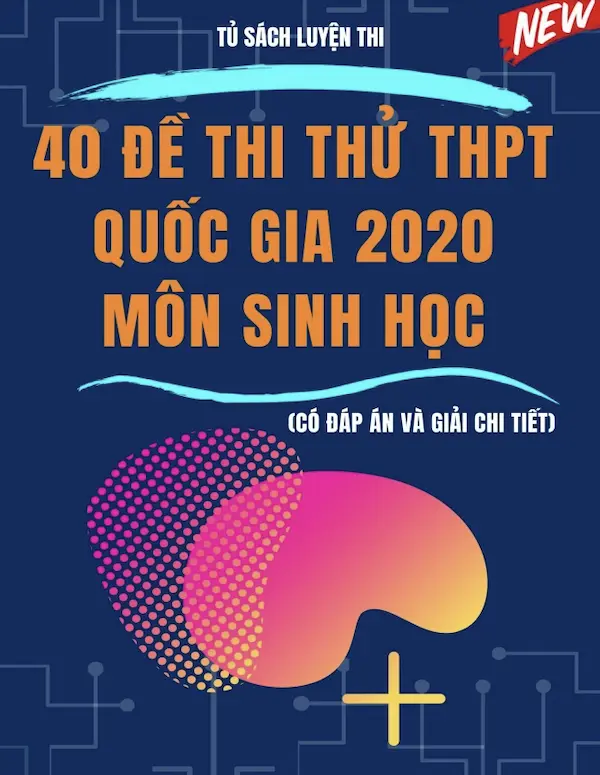 TỦ SÁCH LUYỆN THI
NEW
40 ĐỀ THI THỬ THPT
QUỐC GIA 2020
MÔN SINH HỌC
(CÓ ĐÁP ÁN VÀ GIẢI CHI TIẾT)